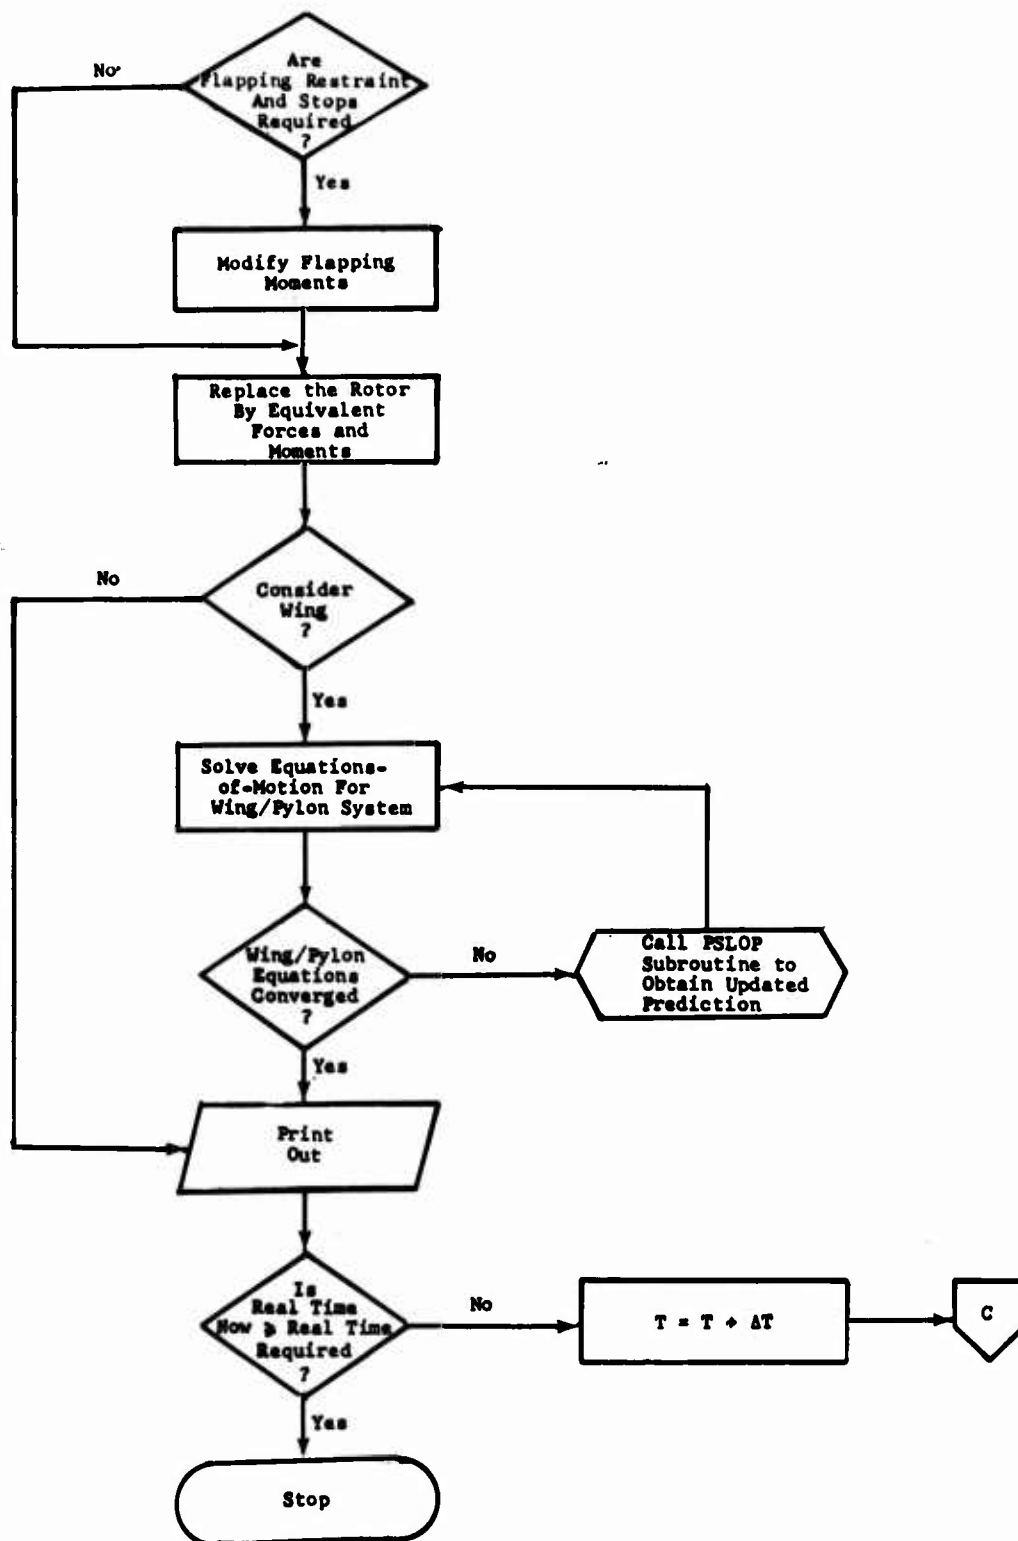 Are
Flapping Restraint
And Stops
Required
?
No
Yes
Modify Flapping
Moments
Replace the Rotor
By Equivalent
Forces and
Moments
Consider
Wing
?
No
Yes
Solve Equations-
of-Motion For
Wing/Pylon System
Wing/Pylon
Equations
Converged
?
No
Call PSLOP
Subroutine to
Obtain Updated
Prediction
Yes
Print
Out
Is
Real Time
Now ≥ Real Time
Required
?
No
T = T + ΔT
C
Yes
Stop